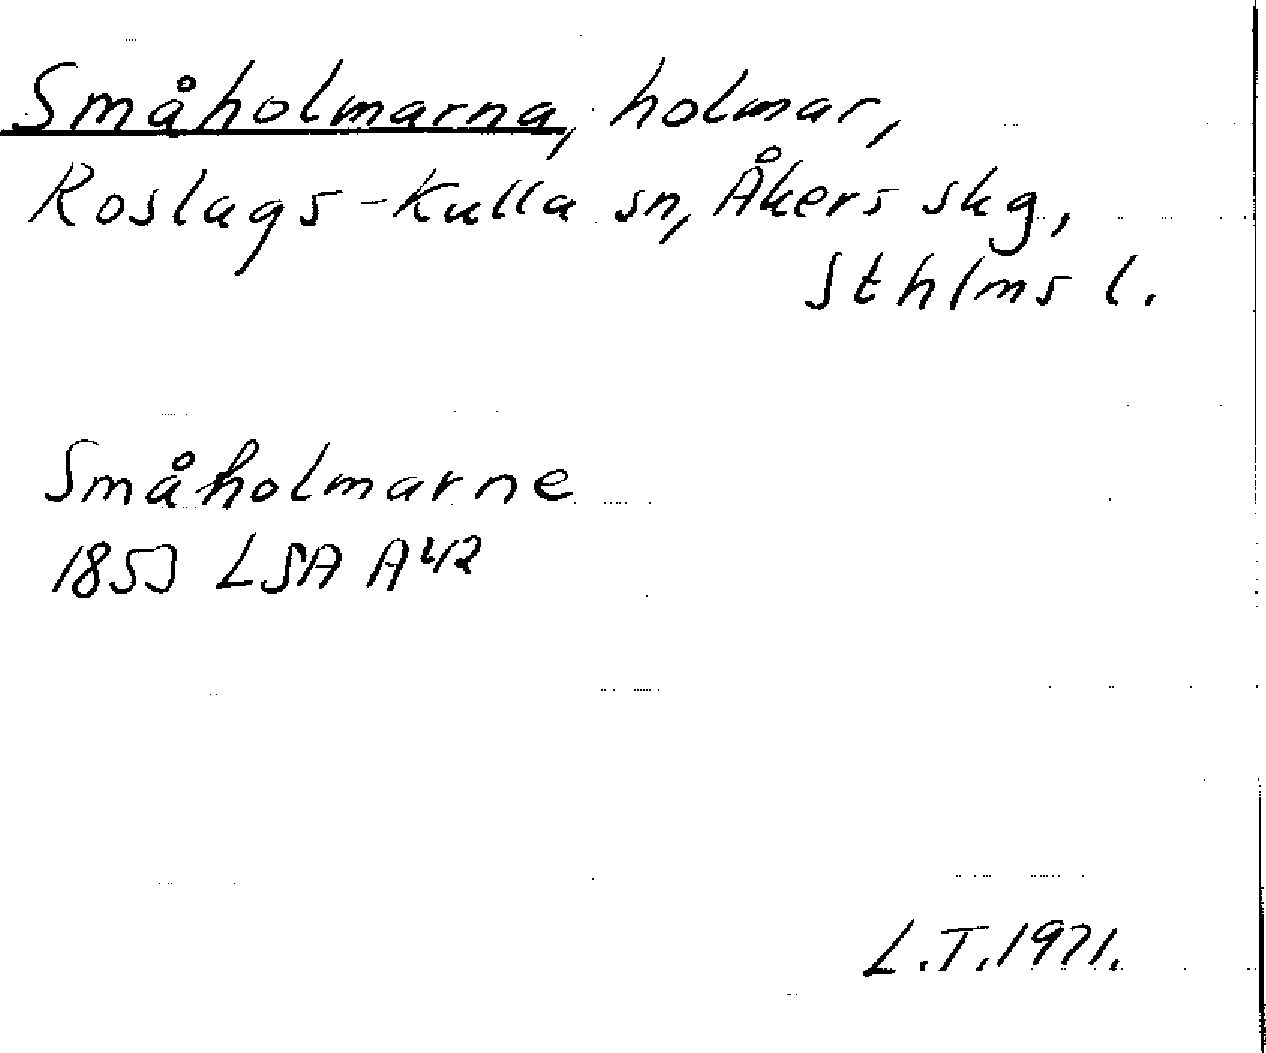 Småholmarna, holmar,
Roslags-Kulla sn, Åkers skg,
Sthlms l.
Småholmarne
1853 LSA A42
L.T. 1971.